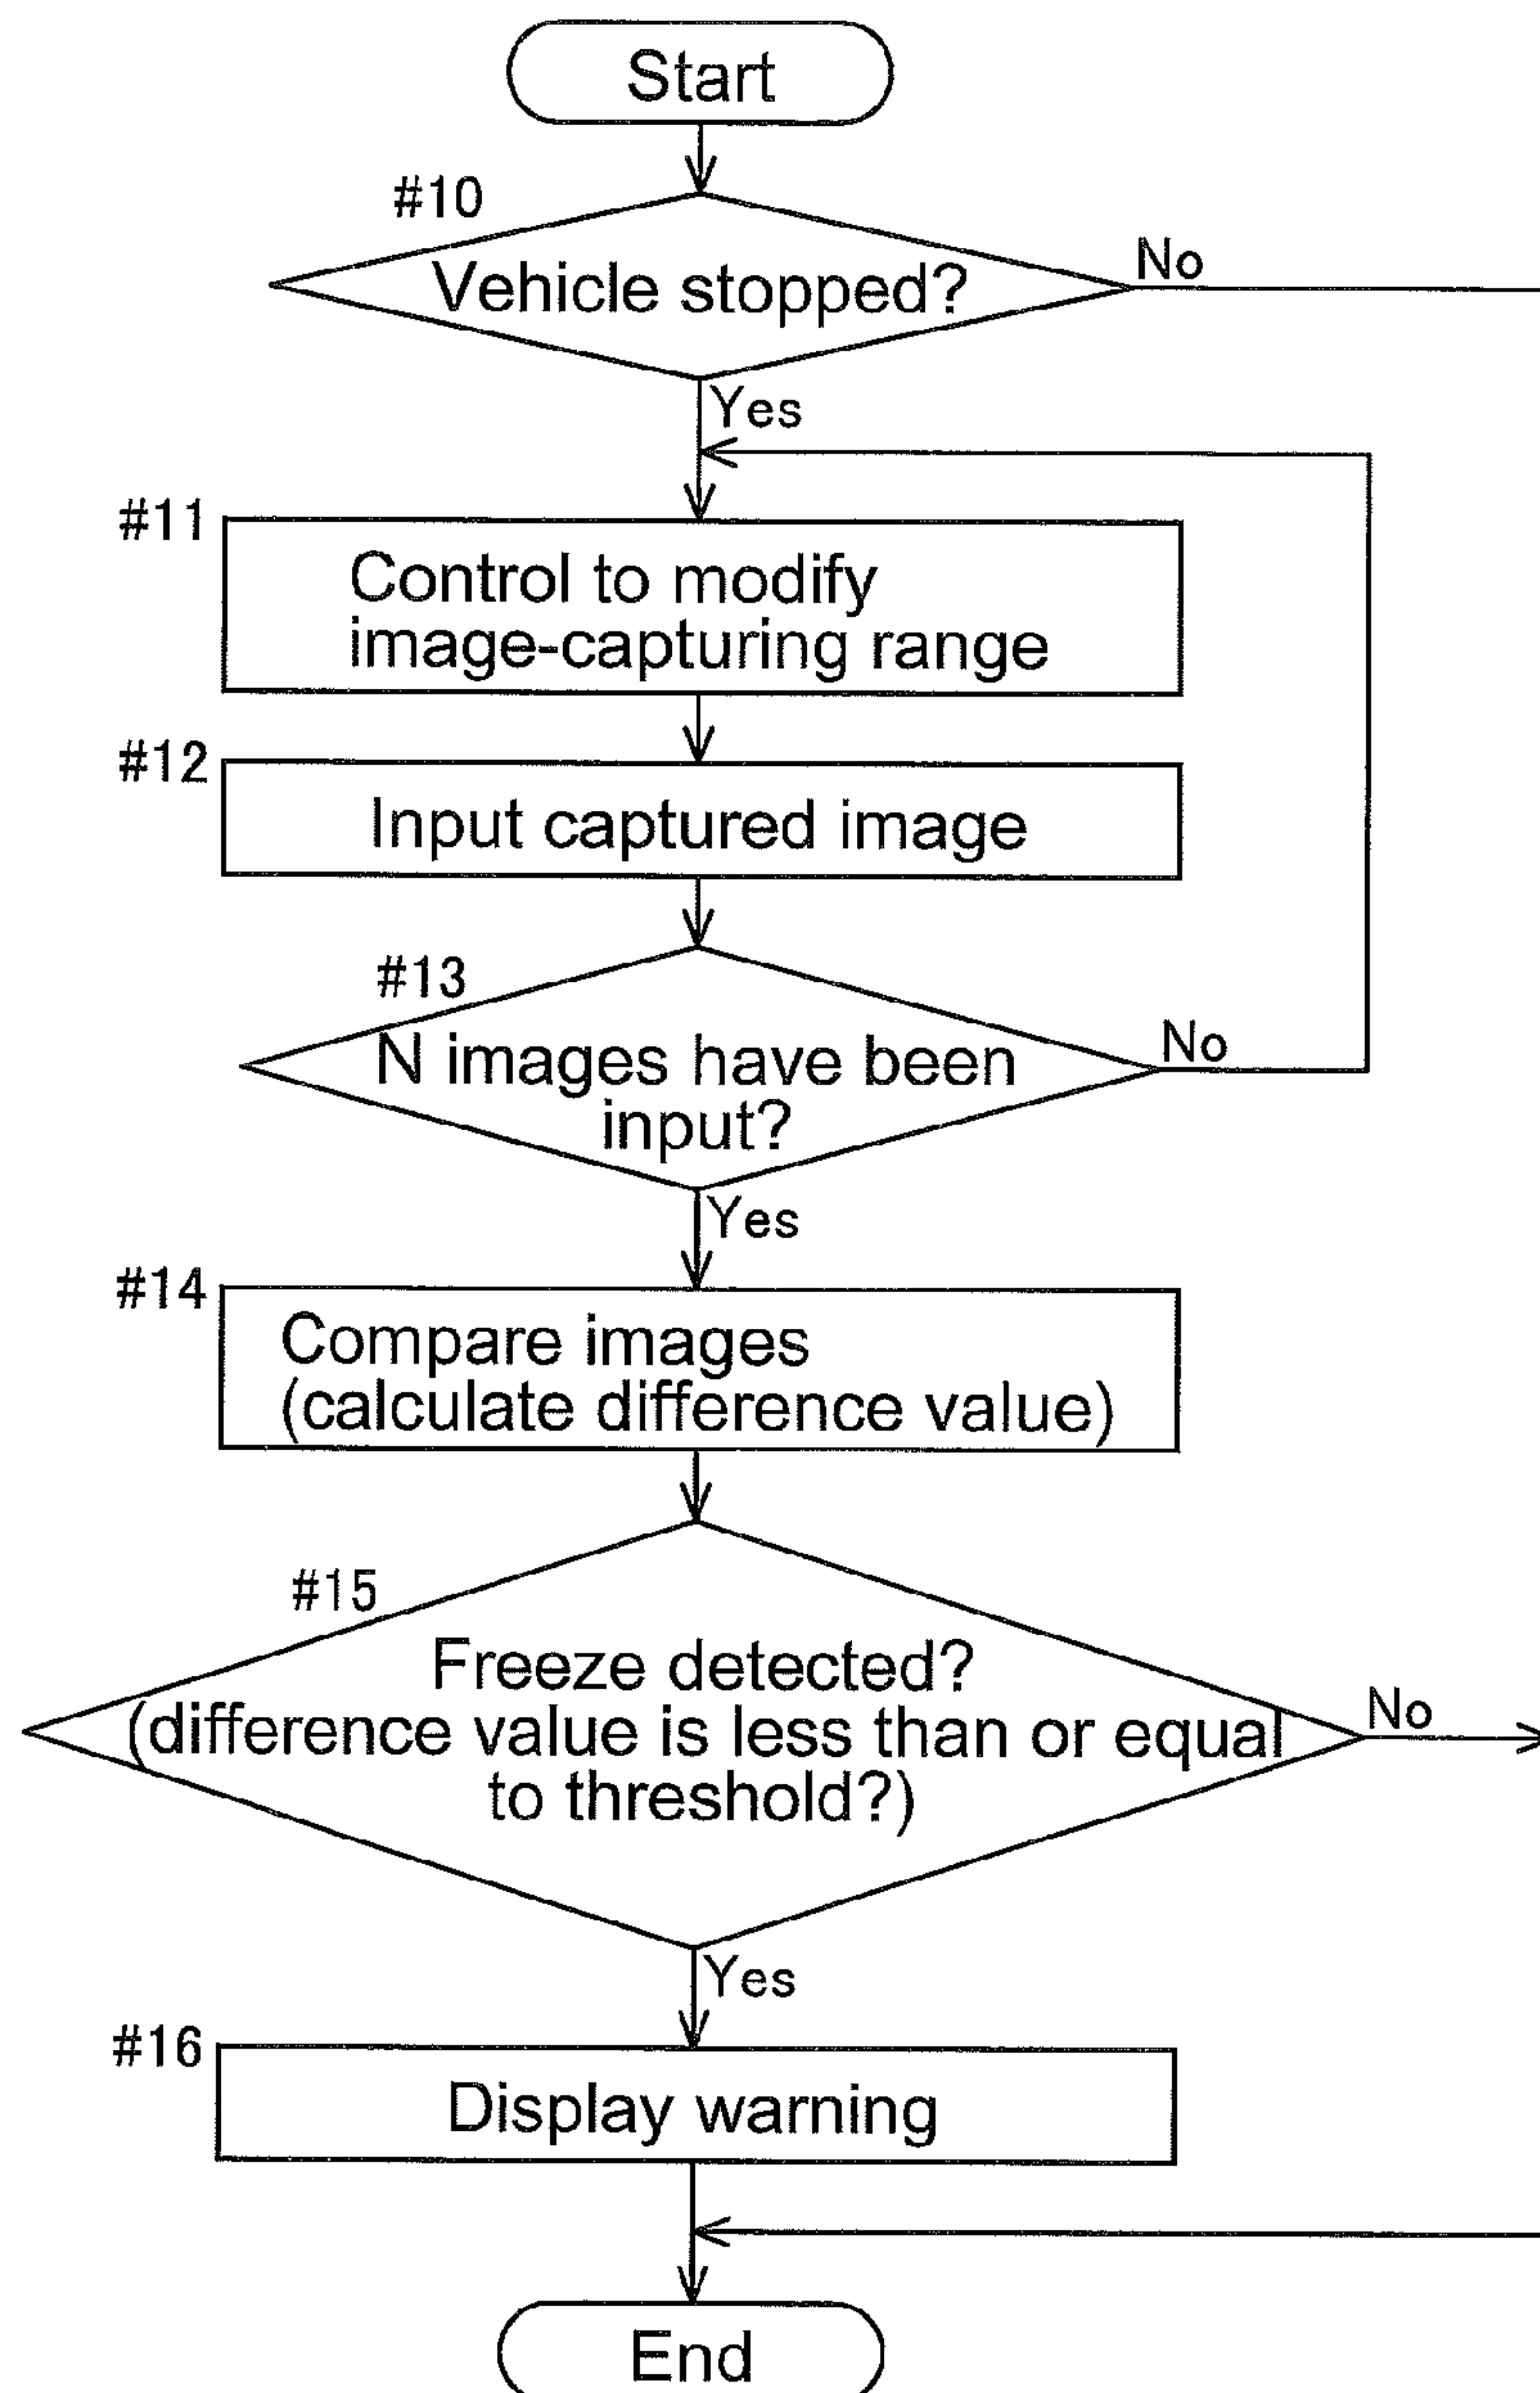 Start
#10
Vehicle stopped?
No
Yes
#11
Control to modify
image-capturing range
#12
Input captured image
#13
N images have been
input?
No
Yes
#14
Compare images
(calculate difference value)
#15
Freeze detected?
(difference value is less than or equal
to threshold?)
No
Yes
#16
Display warning
End